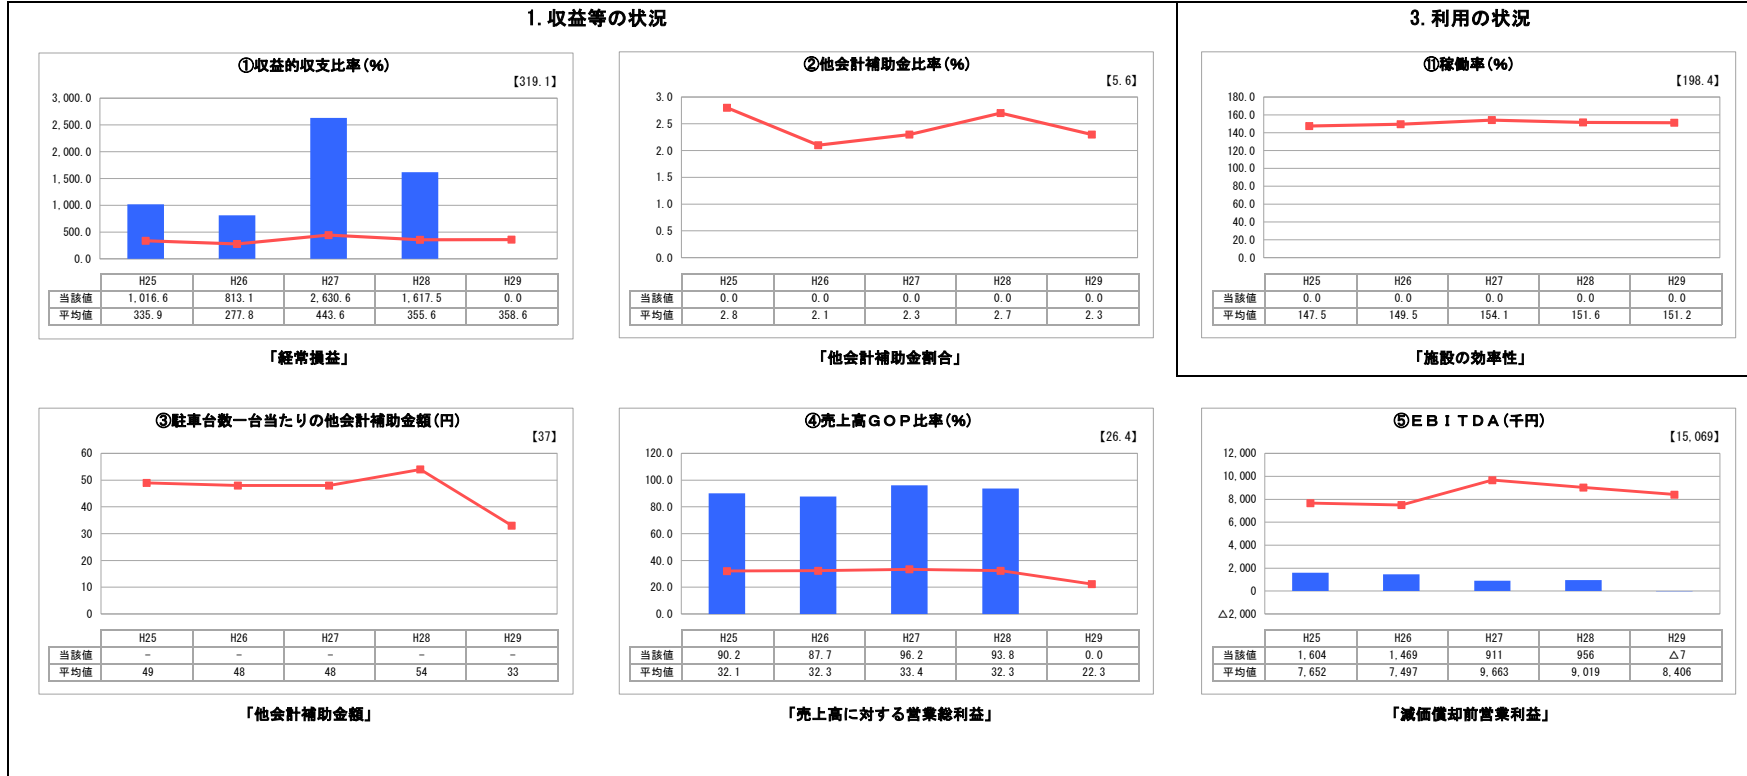 1. 収益等の状況
3. 利用の状況
①収益的収支比率(%)
【319.1】
3,000.0
2,500.0
2,000.0
1,500.0
1,000.0
500.0
0.0
H25 H26 H27 H28 H29
当該値 1,016.6 813.1 2,630.6 1,617.5 0.0
平均値 335.9 277.8 443.6 355.6 358.6
「経常損益」
②他会計補助金比率(%)
【5.6】
3.0
2.5
2.0
1.5
1.0
0.5
0.0
H25 H26 H27 H28 H29
当該値 0.0 0.0 0.0 0.0 0.0
平均値 2.8 2.1 2.3 2.7 2.3
「他会計補助金割合」
⑪稼働率(%)
【198.4】
180.0
160.0
140.0
120.0
100.0
80.0
60.0
40.0
20.0
0.0
H25 H26 H27 H28 H29
当該値 0.0 0.0 0.0 0.0 0.0
平均値 147.5 149.5 154.1 151.6 151.2
「施設の効率性」
③駐車台数一台当たりの他会計補助金額(円)
【37】
60
50
40
30
20
10
0
H25 H26 H27 H28 H29
当該値 - - - - -
平均値 49 48 48 54 33
「他会計補助金額」
④売上高GOP比率(%)
【26.4】
120.0
100.0
80.0
60.0
40.0
20.0
0.0
H25 H26 H27 H28 H29
当該値 90.2 87.7 96.2 93.8 0.0
平均値 32.1 32.3 33.4 32.3 22.3
「売上高に対する営業総利益」
⑤EBITDA(千円)
【15,069】
12,000
10,000
8,000
6,000
4,000
2,000
0
△2,000
H25 H26 H27 H28 H29
当該値 1,604 1,469 911 956 △7
平均値 7,652 7,497 9,663 9,019 8,406
「減価償却前営業利益」